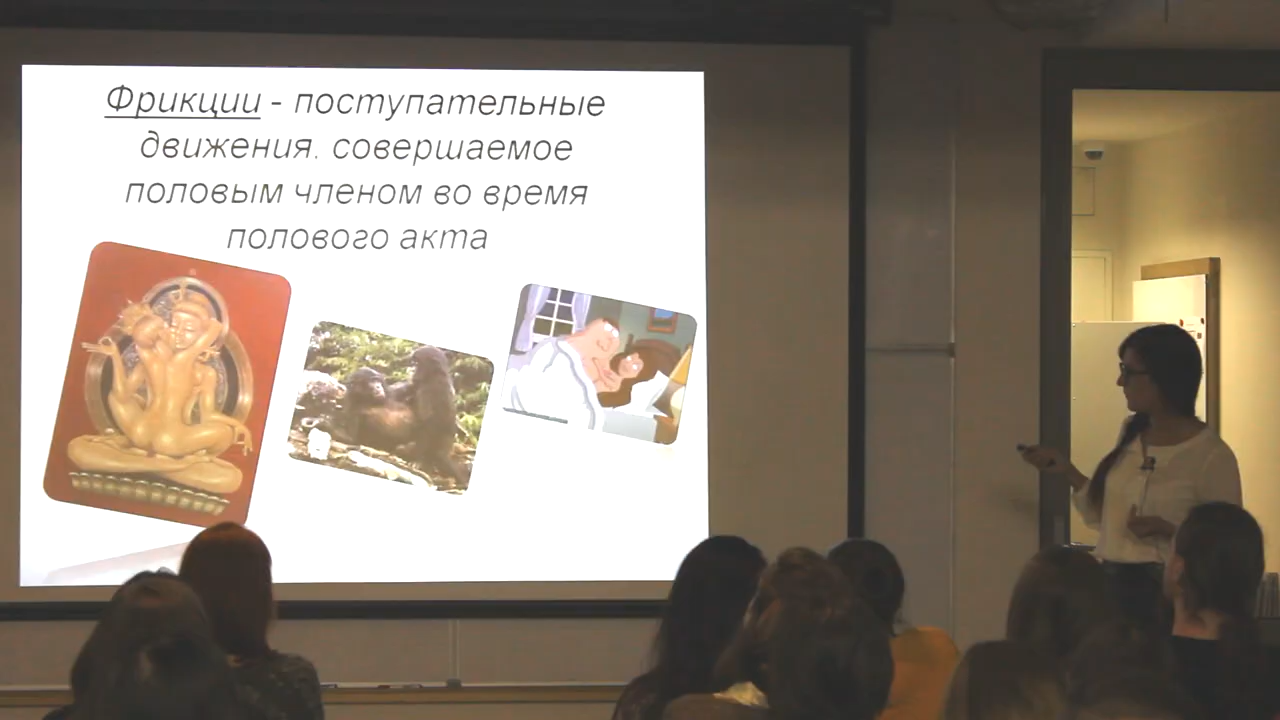 Фрикции - поступательные
движения. совершаемое
половым членом во время
полового акта